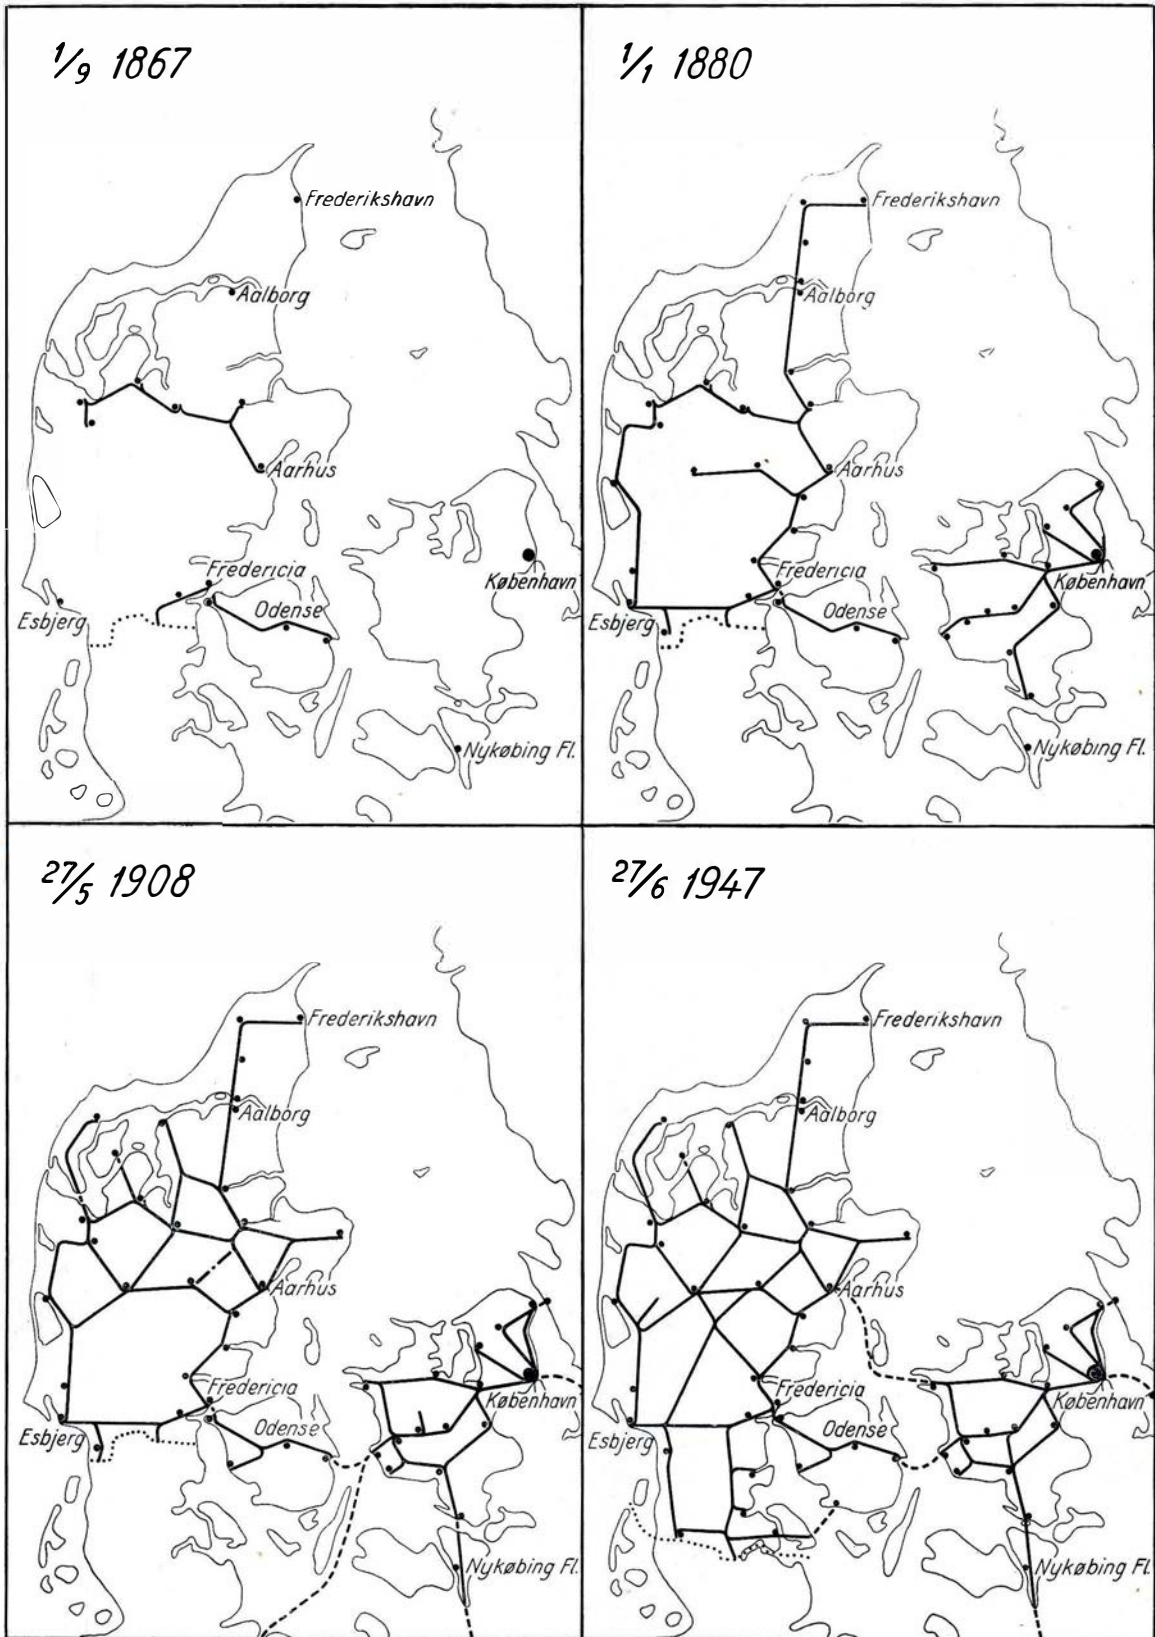 1/9 1867
Frederikshavn
Aalborg
Aarhus
Fredericia
København
Odense
Esbjerg
Nykøbing Fl.
1/1 1880
Frederikshavn
Aalborg
Aarhus
Fredericia
København
Odense
Esbjerg
Nykøbing Fl.
27/5 1908
Frederikshavn
Aalborg
Aarhus
Fredericia
København
Odense
Esbjerg
Nykøbing Fl.
27/6 1947
Frederikshavn
Aalborg
Aarhus
Fredericia
København
Odense
Esbjerg
Nykøbing Fl.